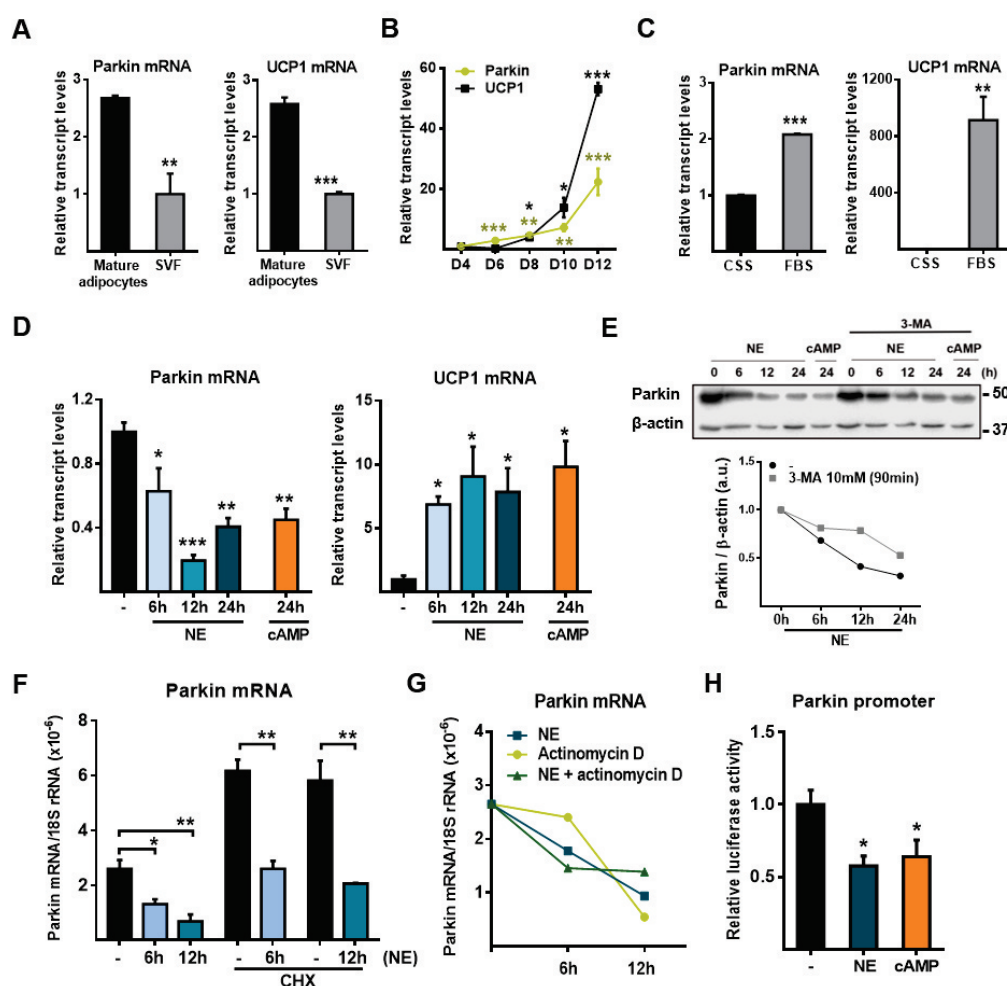 A
Parkin mRNA
Relative transcript levels
3
2
1
0
**
Mature adipocytes
SVF
UCP1 mRNA
Relative transcript levels
3
2
1
0
***
Mature adipocytes
SVF
B
Relative transcript levels
60
40
20
Parkin
UCP1
***
***
*
**
*
***
**
D4 D6 D8 D10 D12
C
Parkin mRNA
Relative transcript levels
3
2
1
0
***
CSS FBS
UCP1 mRNA
Relative transcript levels
1200
800
400
**
CSS FBS
D
Parkin mRNA
Relative transcript levels
1.2
0.8
0.4
*
***
**
**
- 6h 12h 24h 24h
NE cAMP
UCP1 mRNA
Relative transcript levels
15
10
5
0
*
*
*
*
- 6h 12h 24h 24h
NE cAMP
E
3-MA
NE cAMP NE cAMP
0 6 12 24 24 0 6 12 24 24 (h)
Parkin - 50
β-actin - 37
Parkin / β-actin (a.u.)
1.5
1.0
0.5
-
3-MA 10mM (90min)
0h 6h 12h 24h
NE
F
Parkin mRNA
Parkin mRNA/18S rRNA (x10-6)
8
6
4
2
*
**
**
**
- 6h 12h - 6h - 12h (NE)
CHX
G
Parkin mRNA
Parkin mRNA/18S rRNA (x10-6)
4
3
2
1
NE
Actinomycin D
NE + actinomycin D
6h 12h
H
Parkin promoter
Relative luciferase activity
1.5
1.0
0.5
0.0
*
*
- NE cAMP